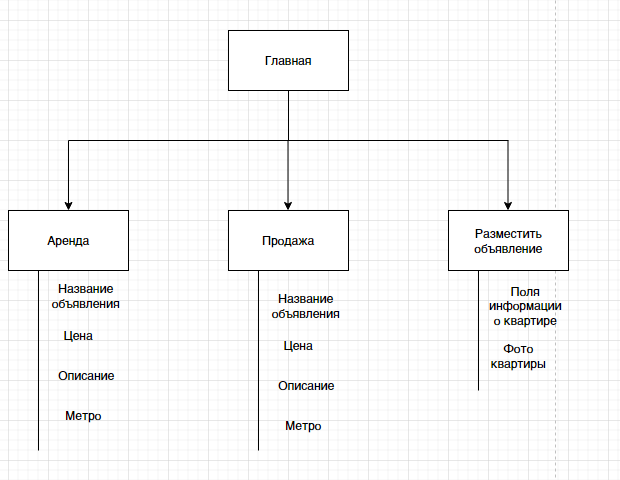 Главная
Аренда
Продажа
Разместить
объявление
Название
объявления
Цена
Описание
Метро
Название
объявления
Цена
Описание
Метро
Поля
информации
о квартире
Фото
квартиры